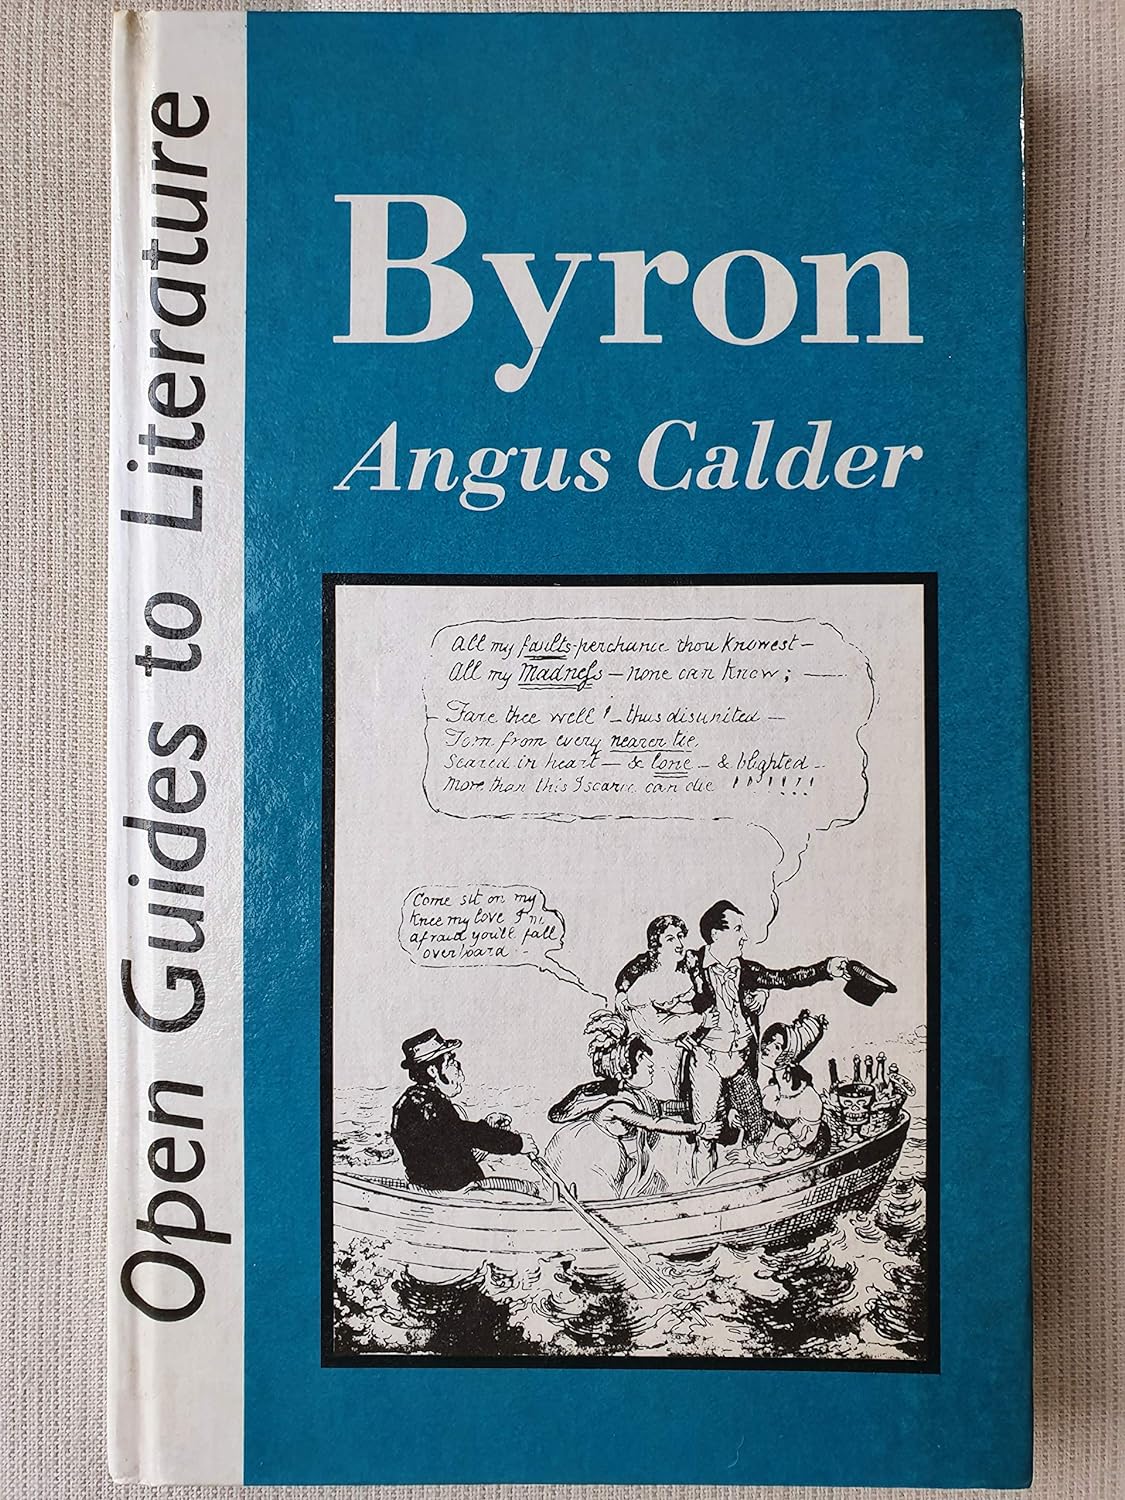 Open Guides to Literature
Byron
Angus Calder
All my faults perchance thou knowest –
All my Madness – none can know;
Fare thee well! – thus disunited –
Torn from every nearer tie,
Seared in heart – & lone – & blighted –
More than this I scarce can die !!!!!!!
Come sit on my
Knee my love I'm
afraid you'll fall
overboard